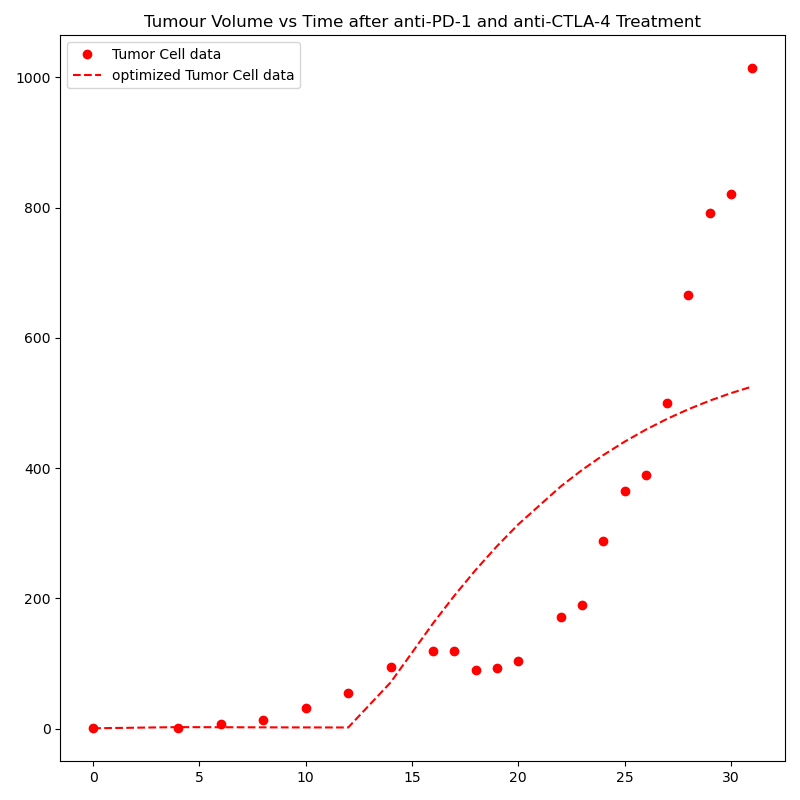 Tumour Volume vs Time after anti-PD-1 and anti-CTLA-4 Treatment
Tumor Cell data
optimized Tumor Cell data
1000
800
600
400
200
0
0 5 10 15 20 25 30